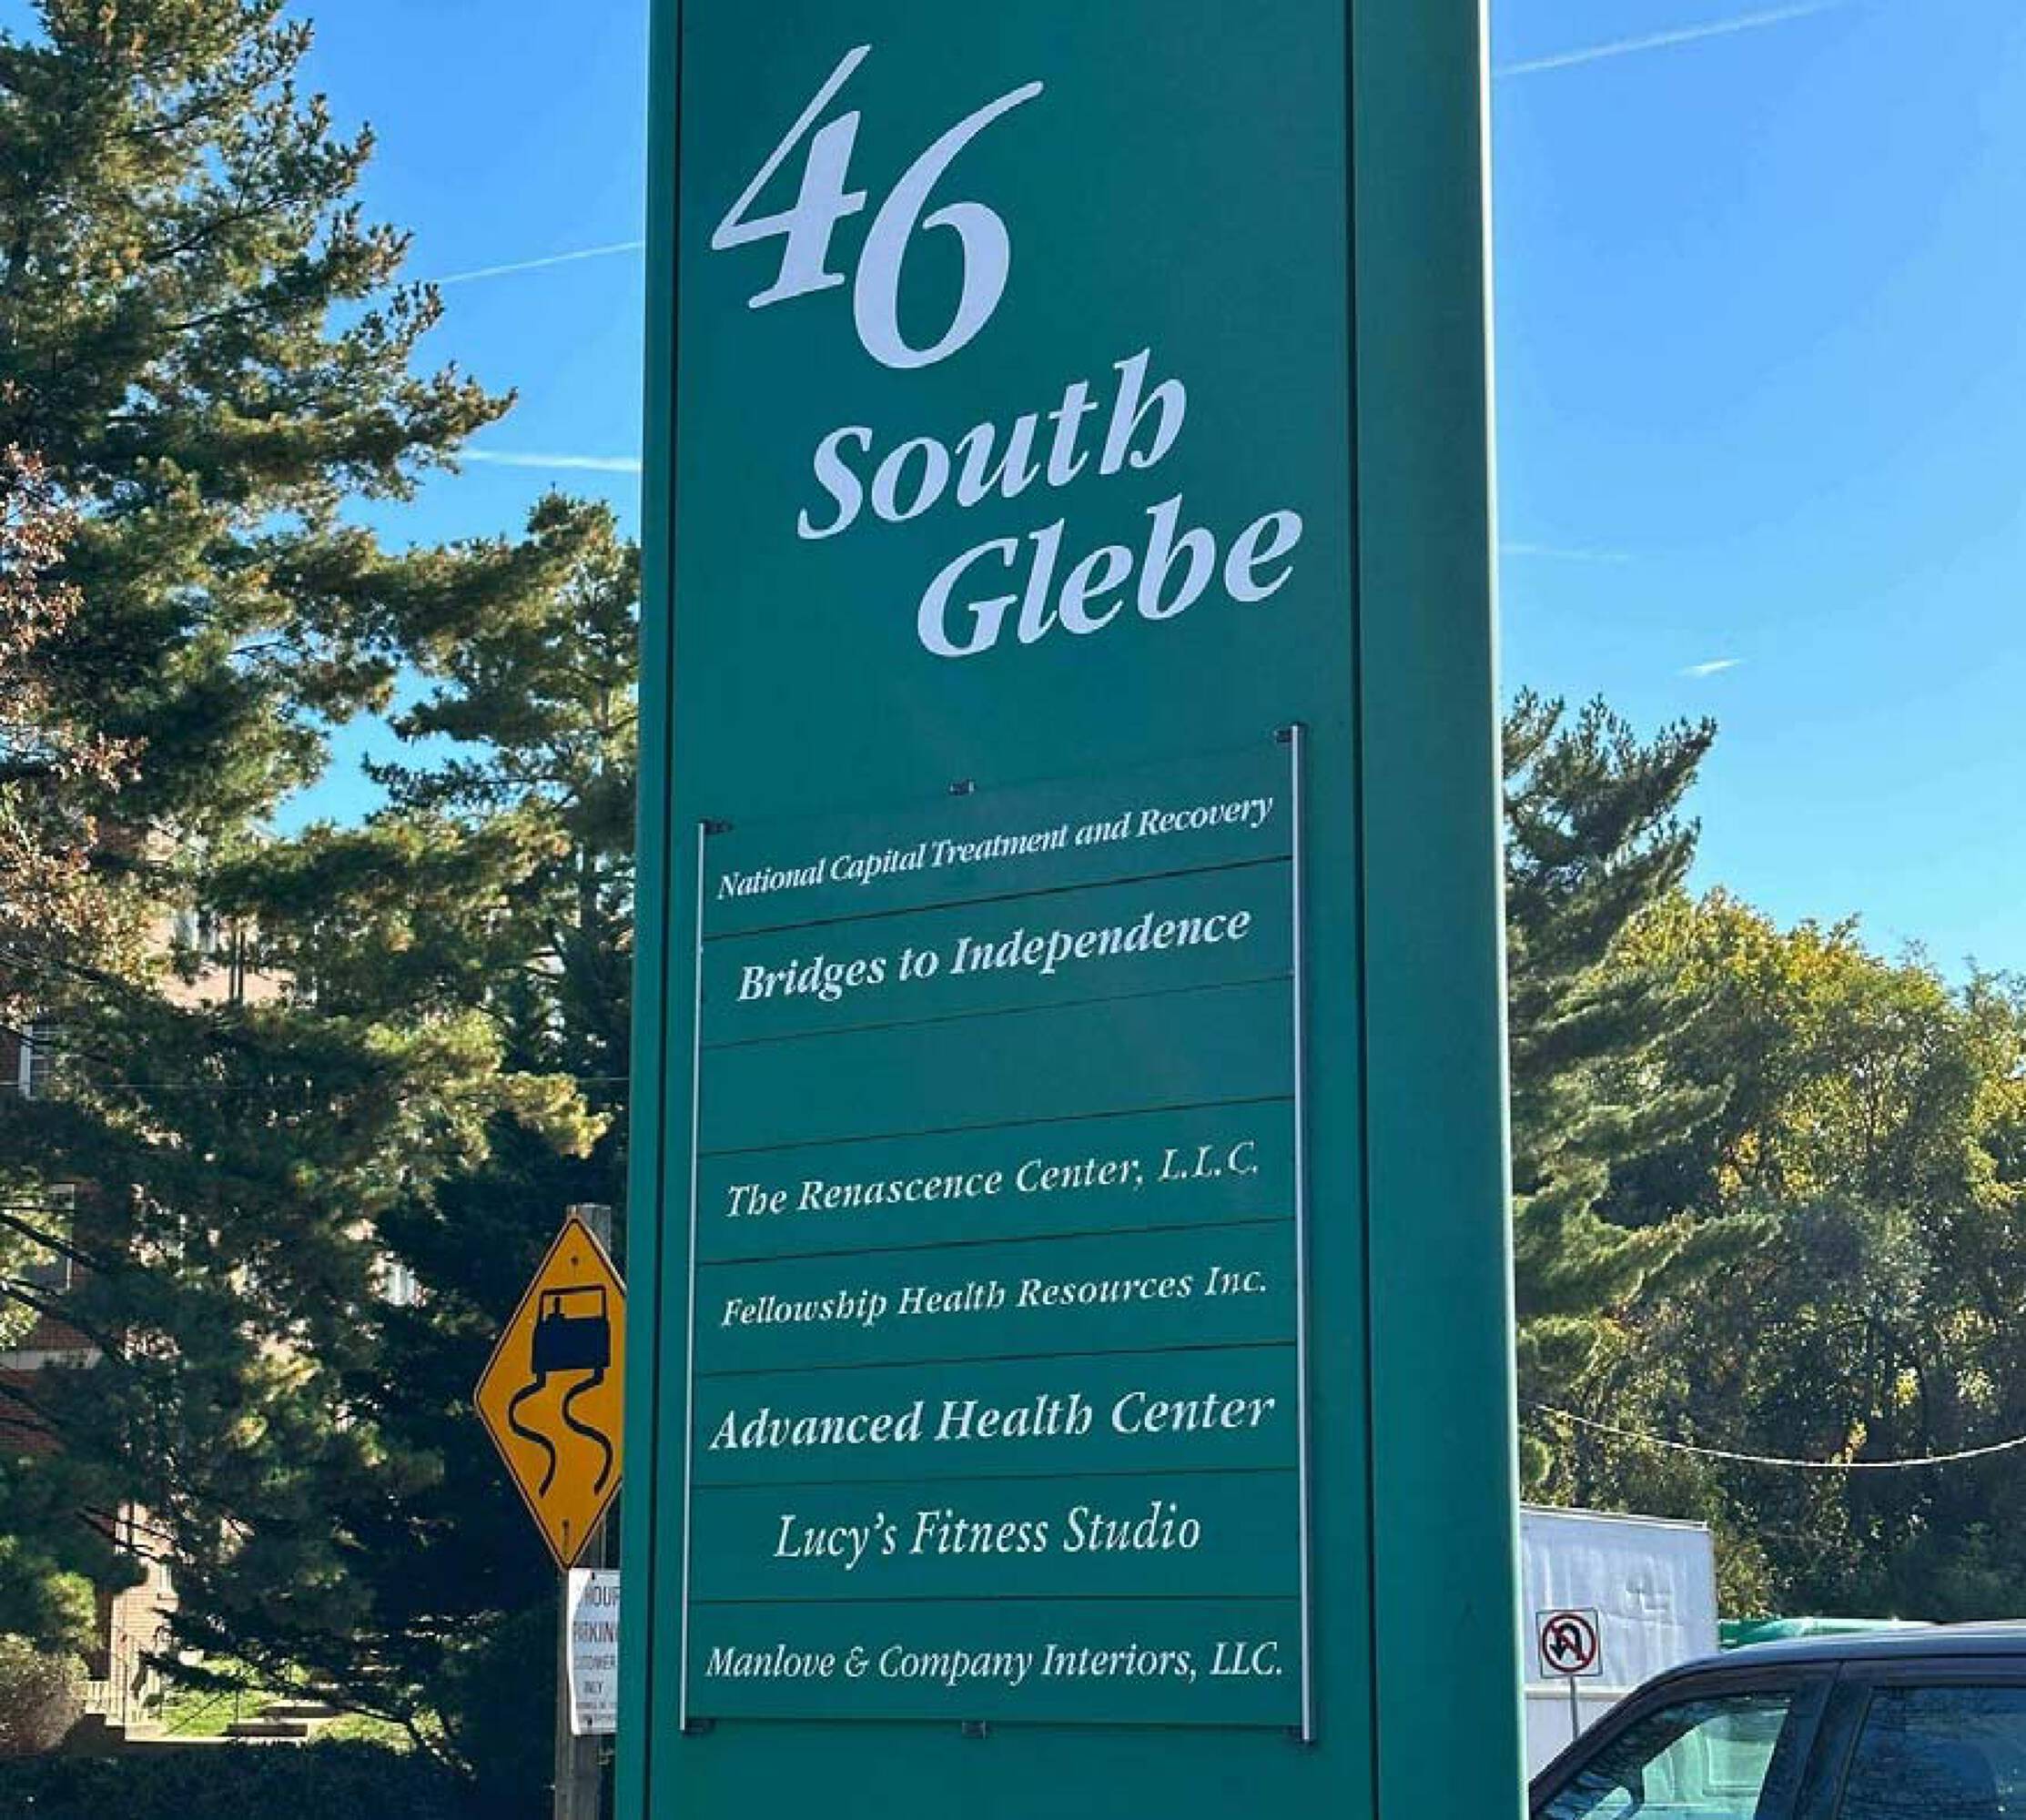 46
South
Glebe
National Capital Treatment and Recovery
Bridges to Independence
The Renascence Center, L.L.C.
Fellowship Health Resources Inc.
Advanced Health Center
Lucy's Fitness Studio
Manlove & Company Interiors, LLC.